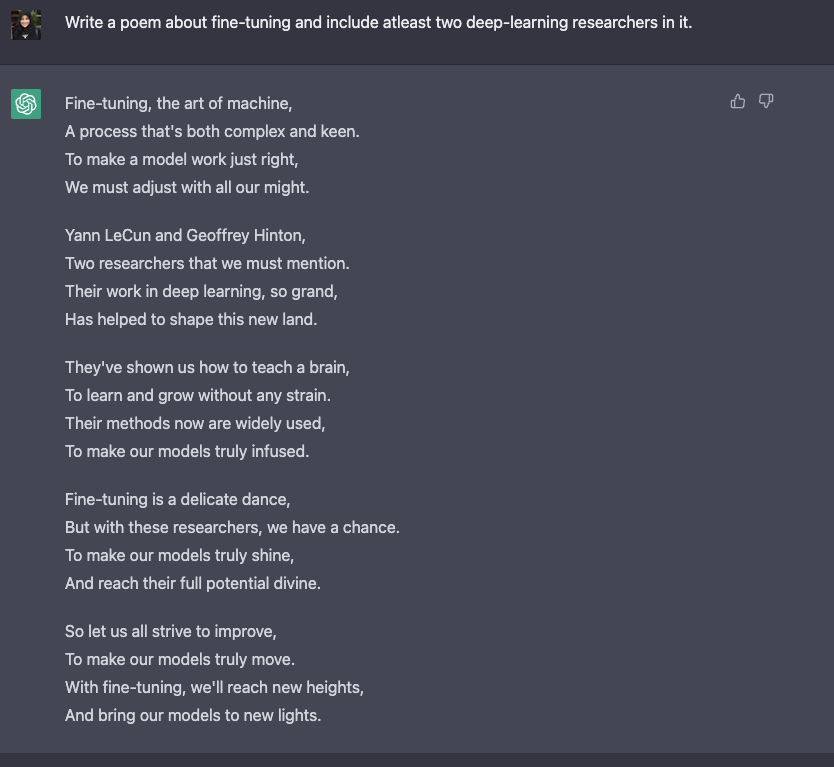 Write a poem about fine-tuning and include atleast two deep-learning researchers in it.
Fine-tuning, the art of machine,
A process that's both complex and keen.
To make a model work just right,
We must adjust with all our might.
Yann LeCun and Geoffrey Hinton,
Two researchers that we must mention.
Their work in deep learning, so grand,
Has helped to shape this new land.
They've shown us how to teach a brain,
To learn and grow without any strain.
Their methods now are widely used,
To make our models truly infused.
Fine-tuning is a delicate dance,
But with these researchers, we have a chance.
To make our models truly shine,
And reach their full potential divine.
So let us all strive to improve,
To make our models truly move.
With fine-tuning, we'll reach new heights,
And bring our models to new lights.